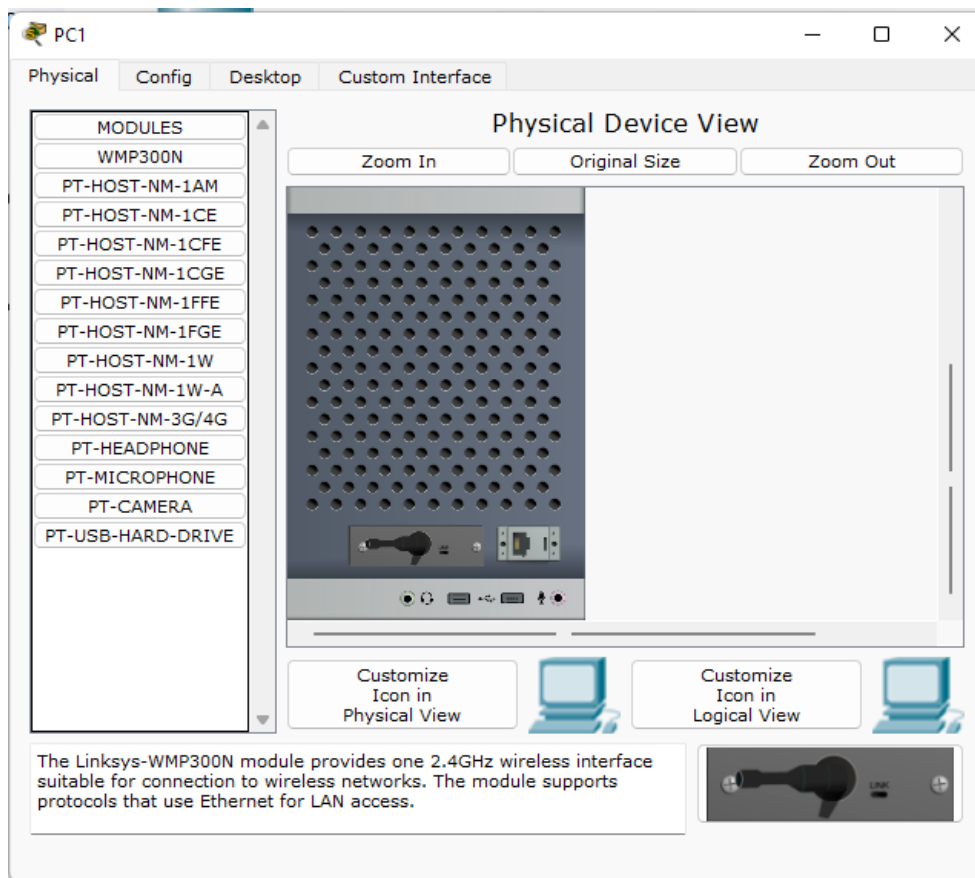 PC1
Physical
Config
Desktop
Custom Interface
MODULES
WMP300N
PT-HOST-NM-1AM
PT-HOST-NM-1CE
PT-HOST-NM-1CFE
PT-HOST-NM-1CGE
PT-HOST-NM-1FFE
PT-HOST-NM-1FGE
PT-HOST-NM-1W
PT-HOST-NM-1W-A
PT-HOST-NM-3G/4G
PT-HEADPHONE
PT-MICROPHONE
PT-CAMERA
PT-USB-HARD-DRIVE
Physical Device View
Zoom In
Original Size
Zoom Out
Customize
Icon in
Physical View
Customize
Icon in
Logical View
The Linksys-WMP300N module provides one 2.4GHz wireless interface
suitable for connection to wireless networks. The module supports
protocols that use Ethernet for LAN access.
LINK